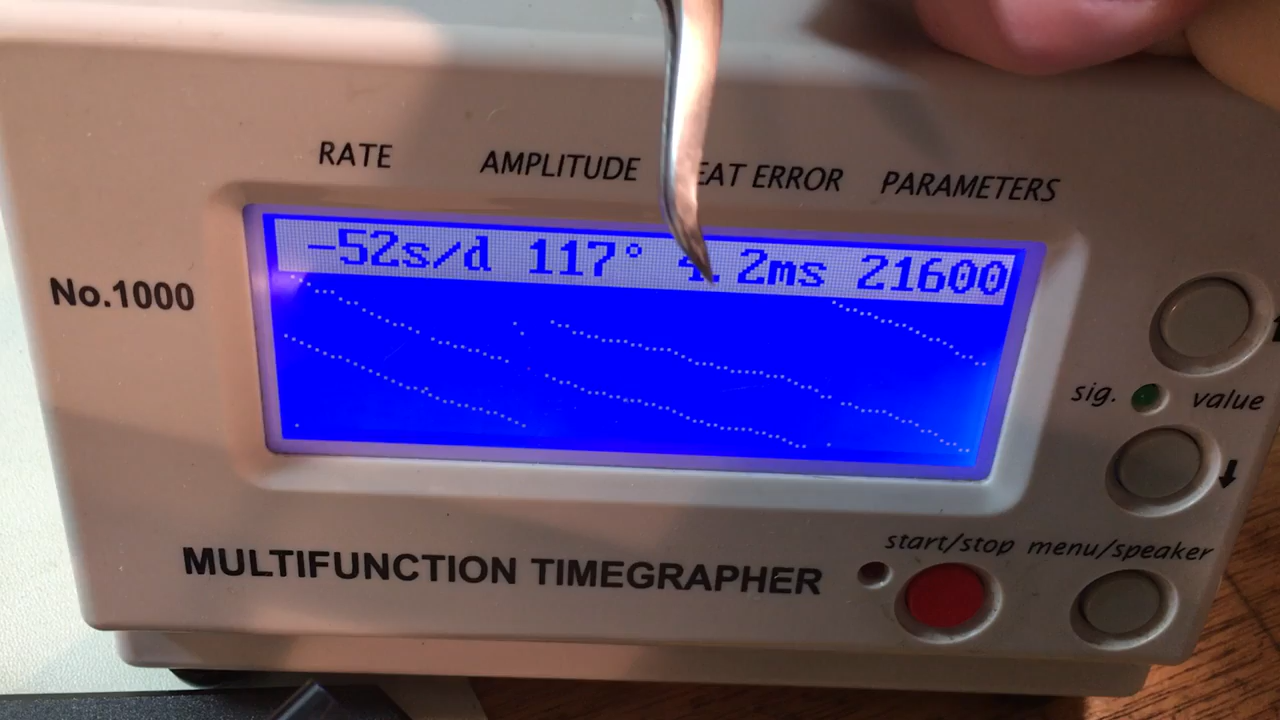 RATE AMPLITUDE EAT ERROR PARAMETERS
-52s/d 117° 4.2ms 21600
No.1000
sig. value
start/stop menu/speaker
MULTIFUNCTION TIMEGRAPHER